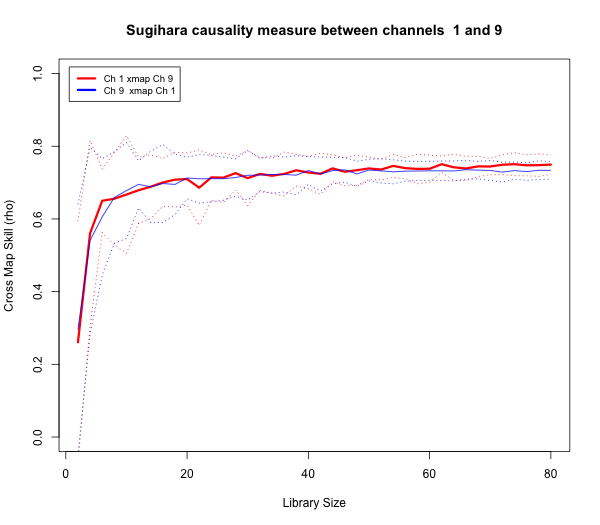 Sugihara causality measure between channels  1 and 9
Ch 1 xmap Ch 9
Ch 9  xmap Ch 1
Cross Map Skill (rho)
1.0
0.8
0.6
0.4
0.2
0.0
0 20 40 60 80
Library Size